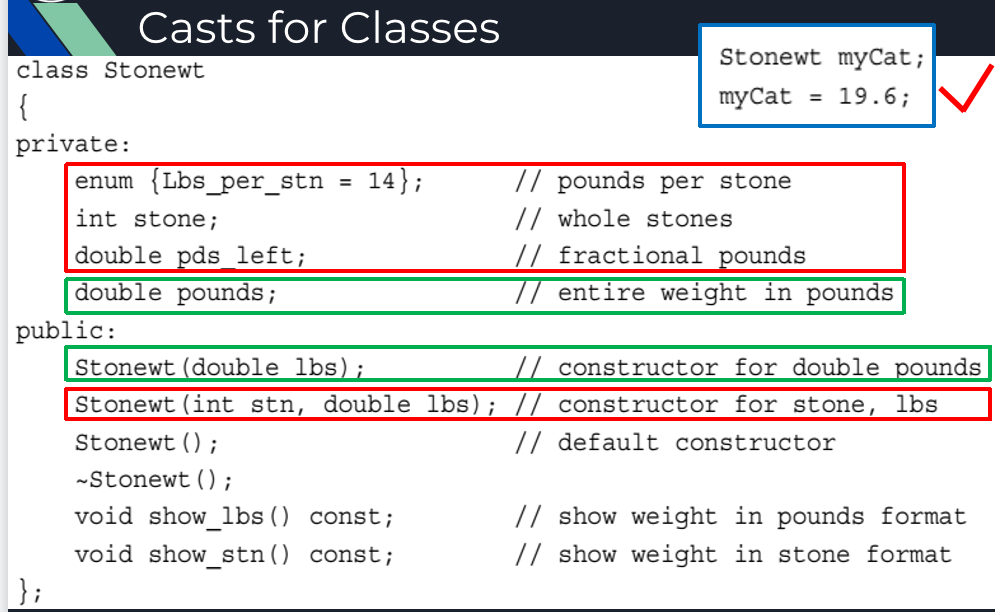 Casts for Classes
Stonewt myCat;
myCat = 19.6;
class Stonewt
{
private:
enum {Lbs_per_stn = 14}; // pounds per stone
int stone; // whole stones
double pds_left; // fractional pounds
double pounds; // entire weight in pounds
public:
Stonewt(double lbs); // constructor for double pounds
Stonewt(int stn, double lbs); // constructor for stone, lbs
Stonewt(); // default constructor
~Stonewt();
void show_lbs() const; // show weight in pounds format
void show_stn() const; // show weight in stone format
};